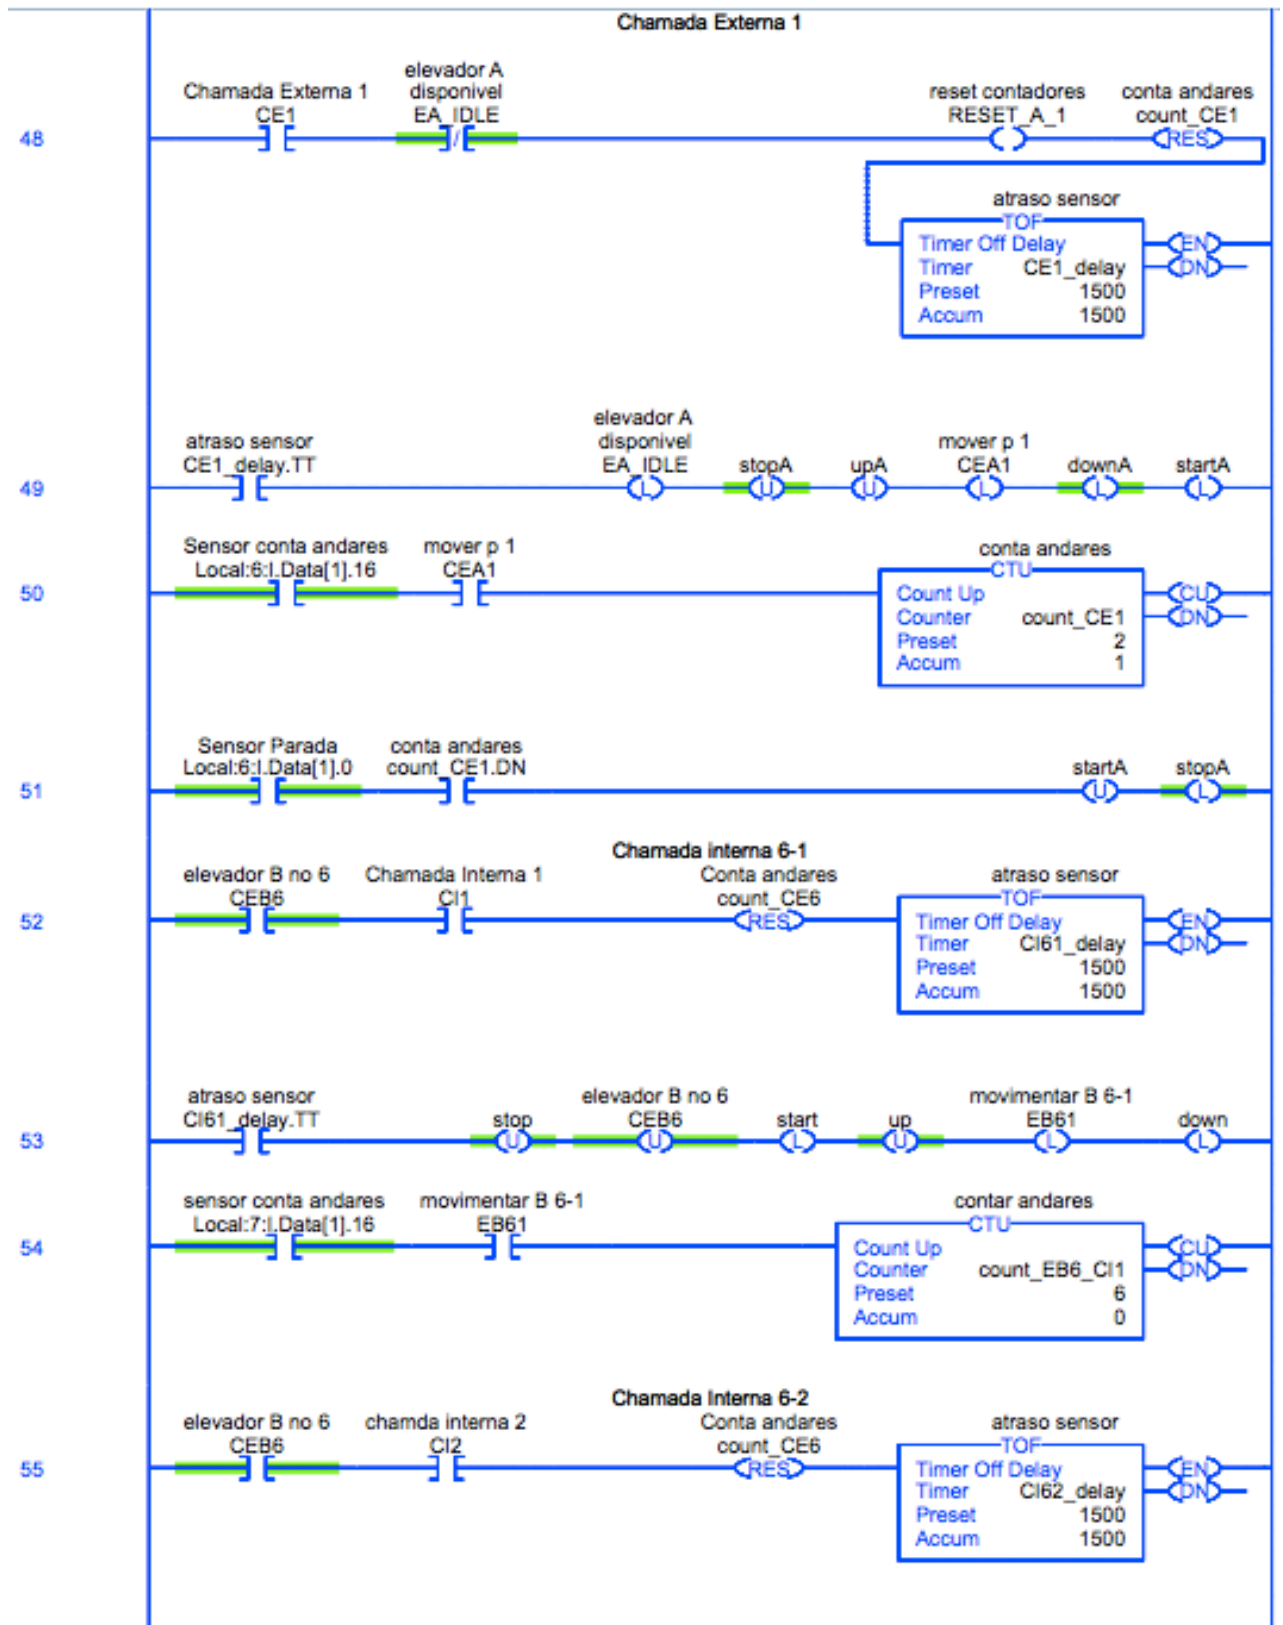 Chamada Externa 1
elevador A
Chamada Externa 1 disponivel reset contadores conta andares
CE1 EA_IDLE RESET_A_1 count_CE1
48 RES
atraso sensor
TOF
Timer Off Delay EN
Timer CE1_delay DN
Preset 1500
Accum 1500
elevador A
atraso sensor disponivel mover p 1
CE1_delay.TT EA_IDLE stopA upA CEA1 downA startA
49 L U U L L L
Sensor conta andares mover p 1 conta andares
Local:6:I.Data[1].16 CEA1 CTU
50 Count Up CU
Counter count_CE1 DN
Preset 2
Accum 1
Sensor Parada conta andares
Local:6:I.Data[1].0 count_CE1.DN startA stopA
51 U L
Chamada interna 6-1
elevador B no 6 Chamada Interna 1 Conta andares atraso sensor
CEB6 CI1 count_CE6 TOF
52 RES Timer Off Delay EN
Timer CI61_delay DN
Preset 1500
Accum 1500
atraso sensor elevador B no 6 movimentar B 6-1
CI61_delay.TT stop CEB6 start up EB61 down
53 U U L U L L
sensor conta andares movimentar B 6-1 contar andares
Local:7:I.Data[1].16 EB61 CTU
54 Count Up CU
Counter count_EB6_CI1 DN
Preset 6
Accum 0
Chamada Interna 6-2
elevador B no 6 chamda interna 2 Conta andares atraso sensor
CEB6 CI2 count_CE6 TOF
55 RES Timer Off Delay EN
Timer CI62_delay DN
Preset 1500
Accum 1500